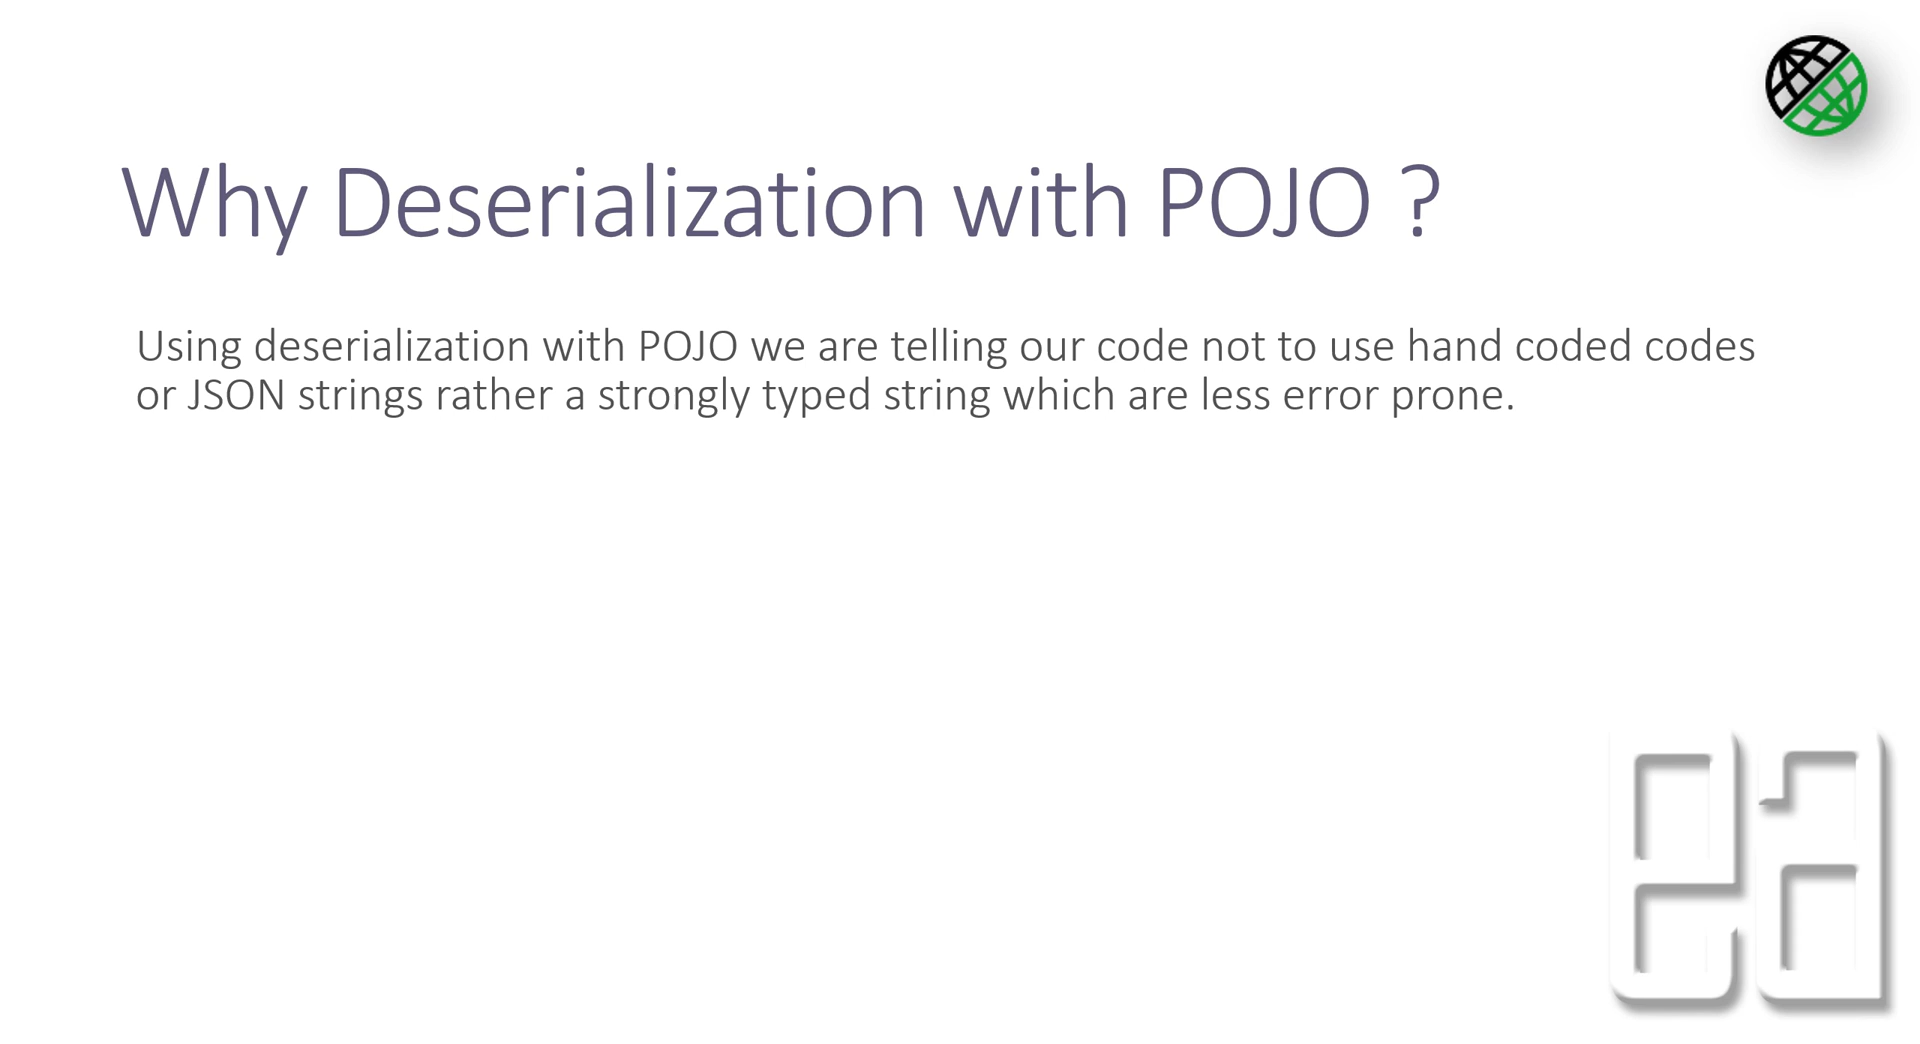 Why Deserialization with POJO ?
Using deserialization with POJO we are telling our code not to use hand coded codes
or JSON strings rather a strongly typed string which are less error prone.
ea